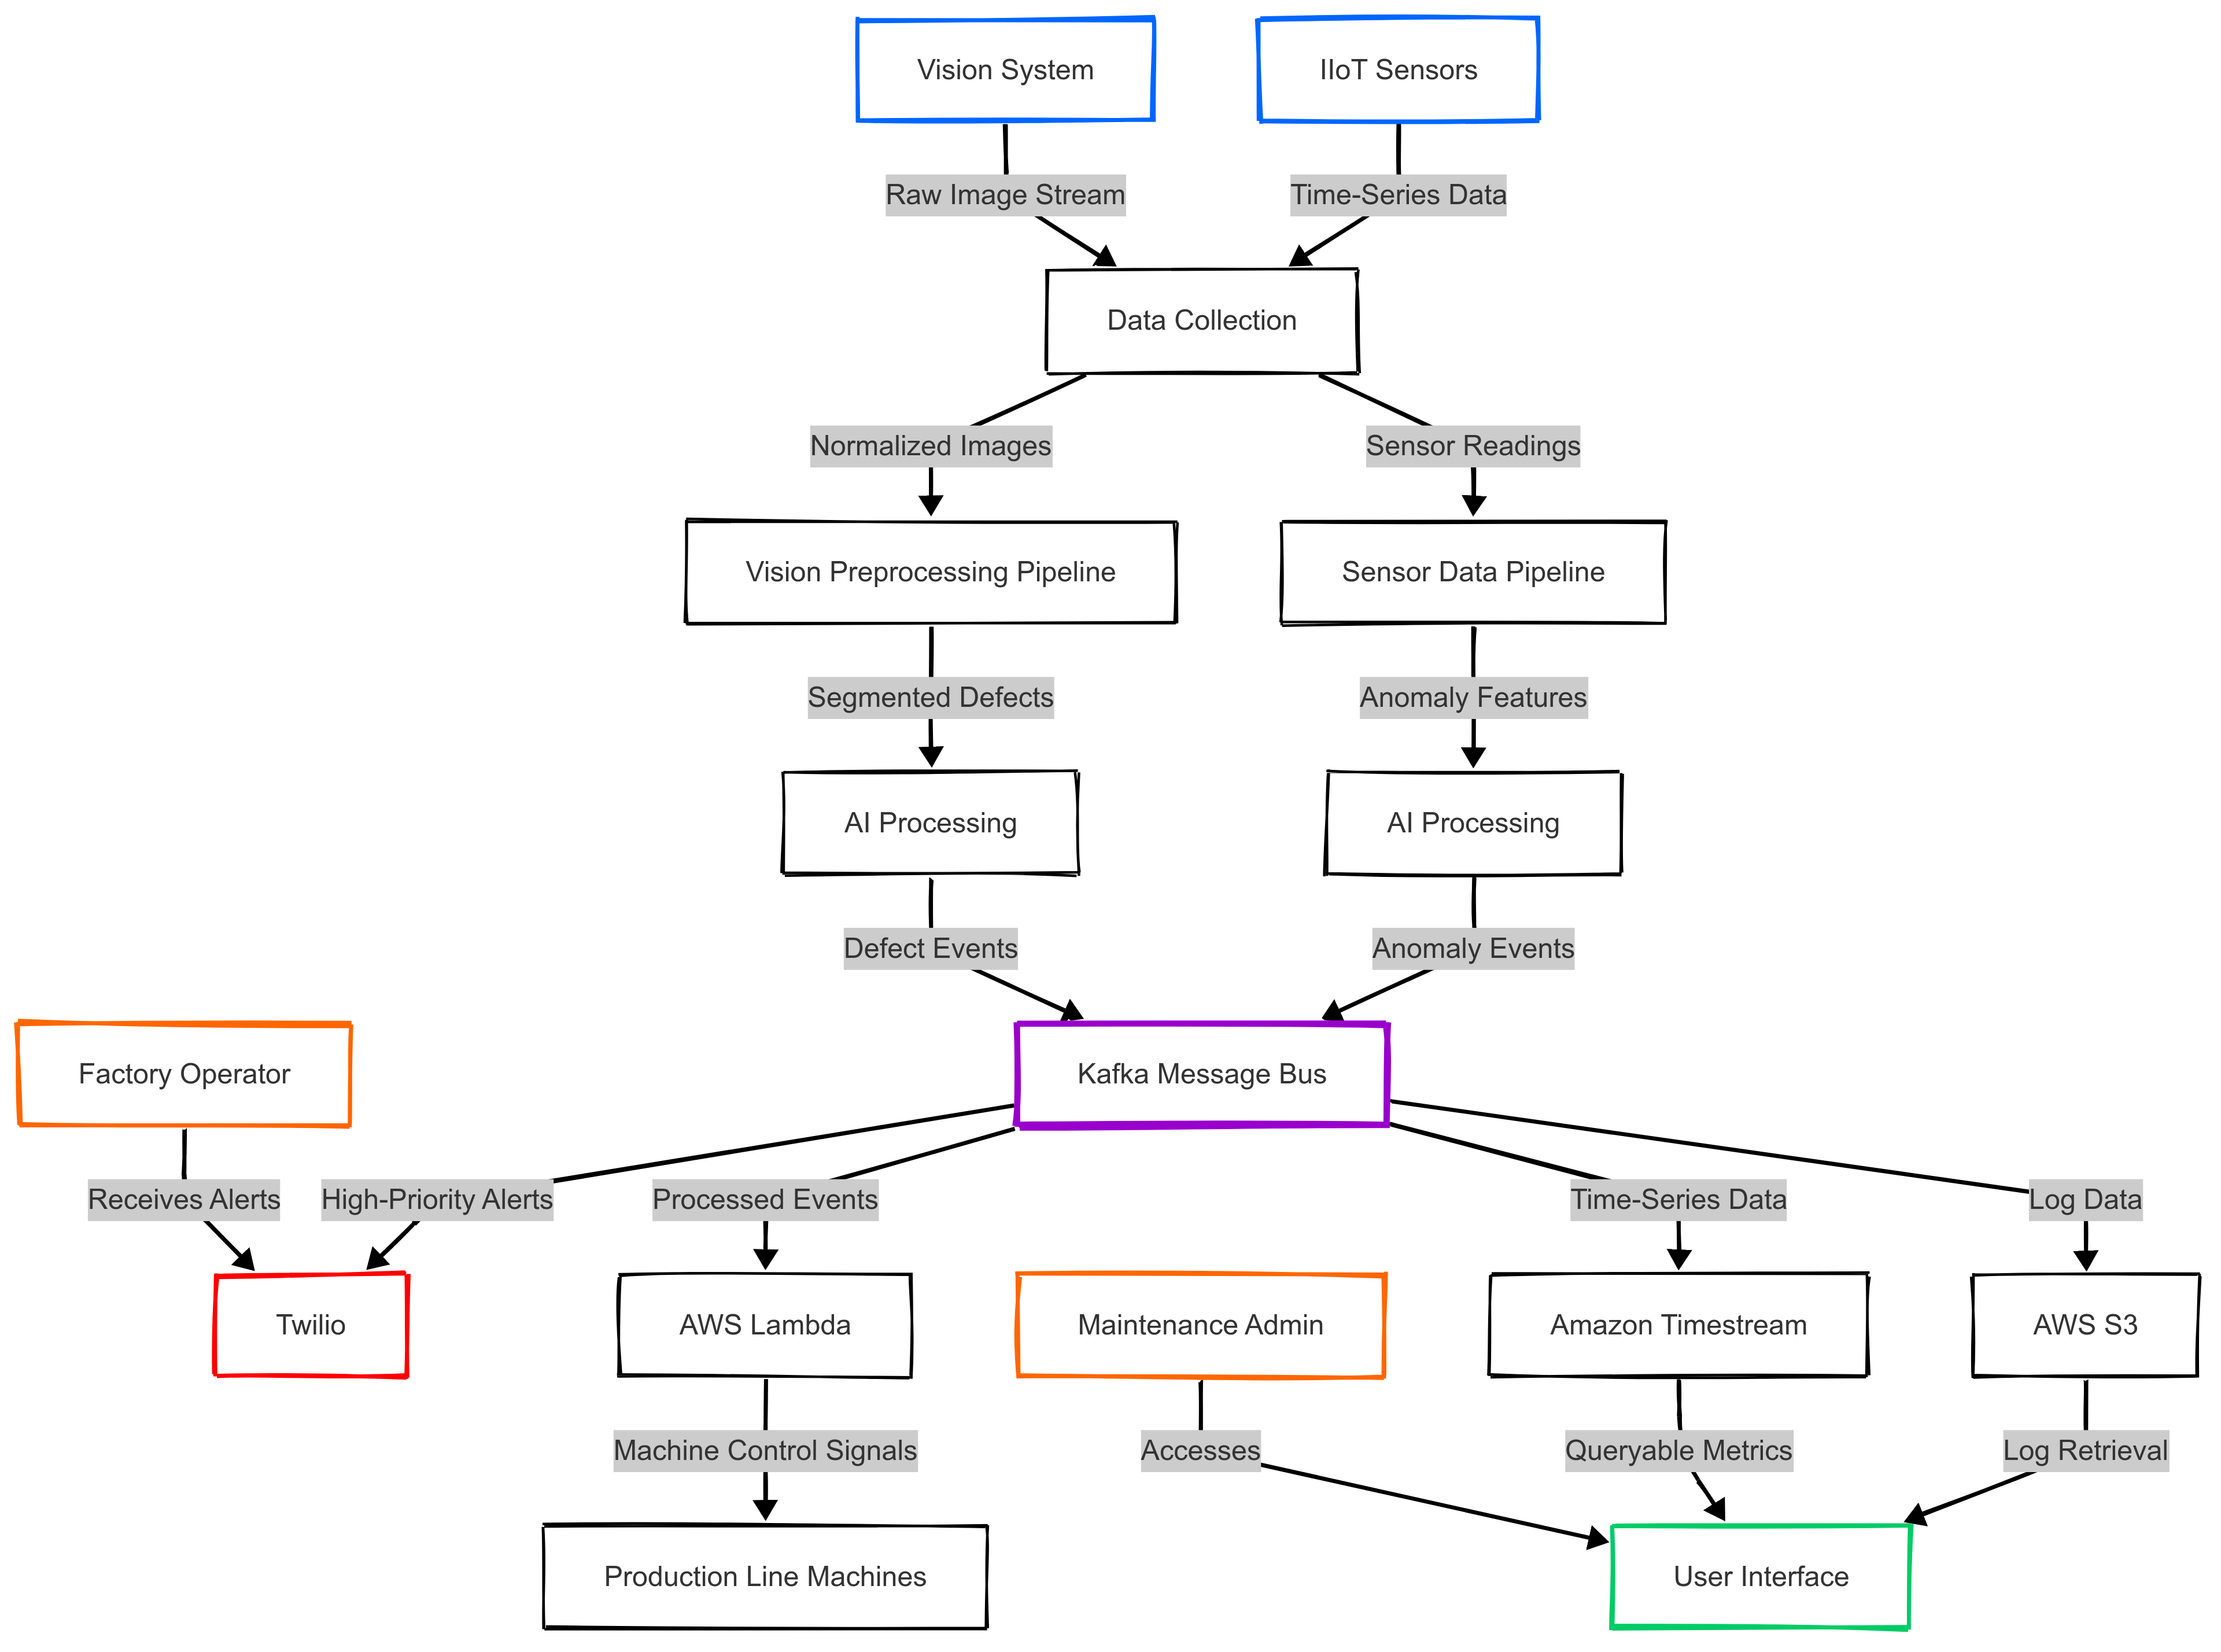 Vision System
IIoT Sensors
Raw Image Stream
Time-Series Data
Data Collection
Normalized Images
Sensor Readings
Vision Preprocessing Pipeline
Sensor Data Pipeline
Segmented Defects
Anomaly Features
AI Processing
AI Processing
Defect Events
Anomaly Events
Factory Operator
Kafka Message Bus
Receives Alerts
High-Priority Alerts
Processed Events
Time-Series Data
Log Data
Twilio
AWS Lambda
Maintenance Admin
Amazon Timestream
AWS S3
Machine Control Signals
Accesses
Queryable Metrics
Log Retrieval
Production Line Machines
User Interface